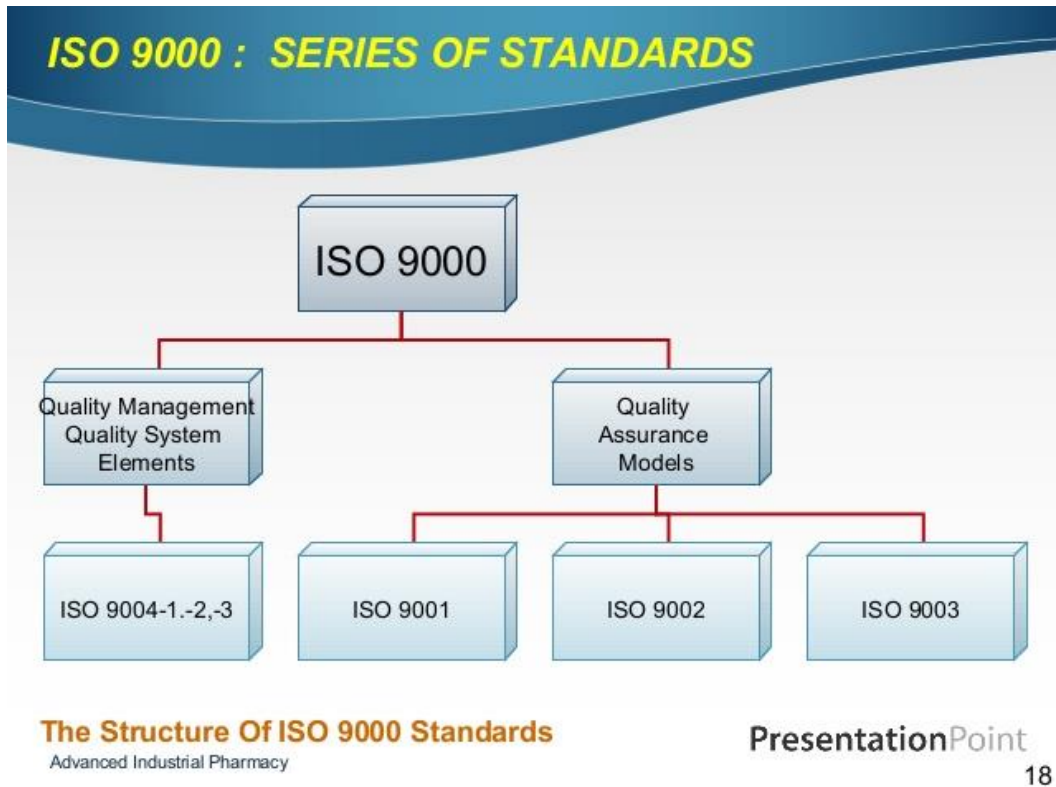 ISO 9000 : SERIES OF STANDARDS
ISO 9000
Quality Management
Quality System
Elements
Quality
Assurance
Models
ISO 9004-1.-2,-3
ISO 9001
ISO 9002
ISO 9003
The Structure Of ISO 9000 Standards
Advanced Industrial Pharmacy
PresentationPoint
18